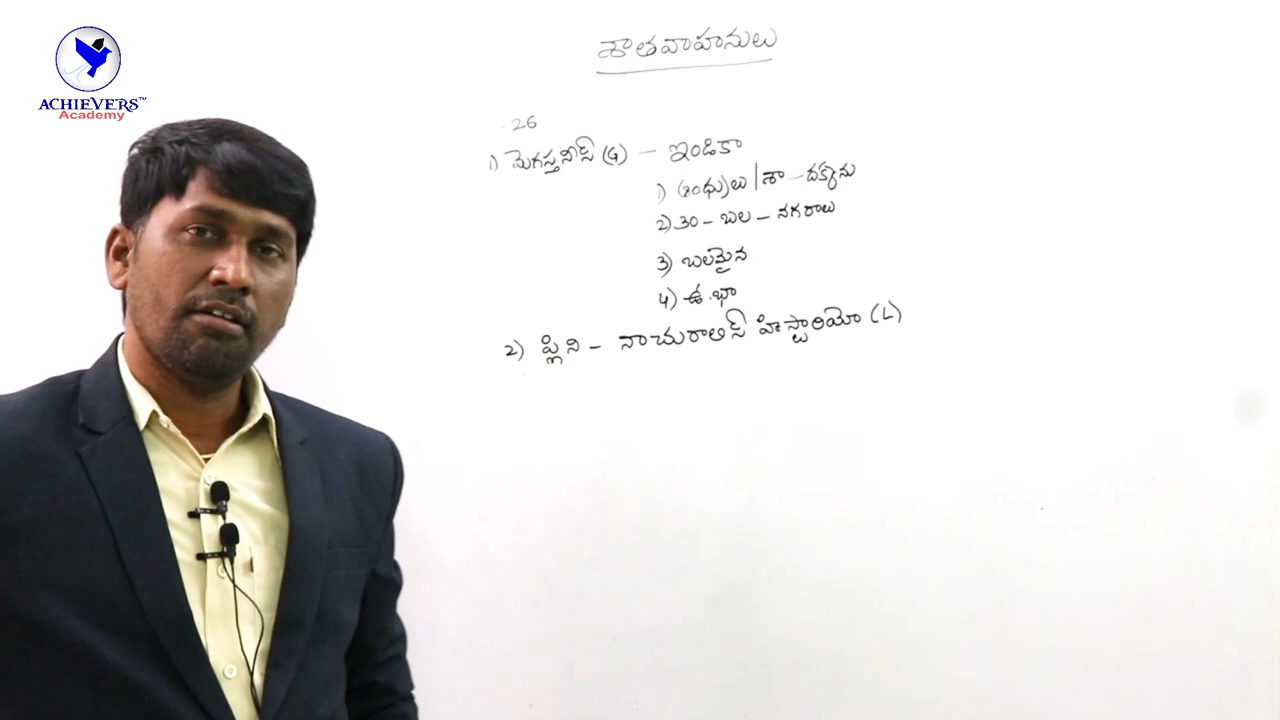 ACHIEVERS™
Academy
శాతవాహనులు
- 26
1) మెగస్తనీస్ (G) - ఇండికా
1) (ఆంధ్రు)లు / శా - దక్కను
2) 30 - బల - నగరాలు
3) బలమైన
4) ఉ.భా
2) ప్లిని - నాచురాలిస్ హిస్టారియో (L)